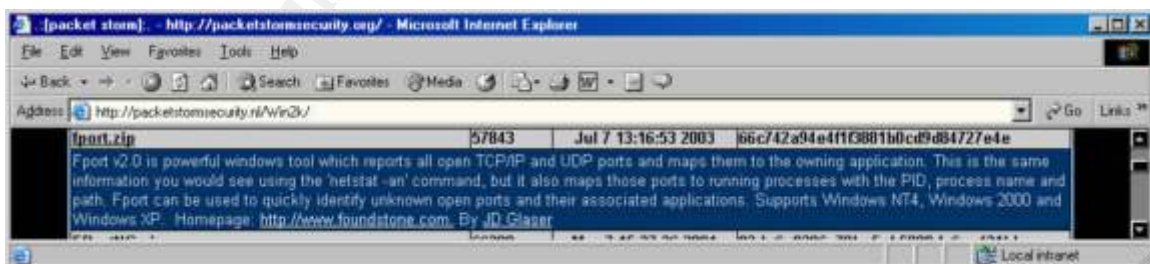 .:[packet storm]:. - http://packetstormsecurity.org/ - Microsoft Internet Explorer
File Edit View Favorites Tools Help
Back Search Favorites Media
Address http://packetstormsecurity.nl/Win2k/ Go Links »
fport.zip 57843 Jul 7 13:16:53 2003
Fport v2.0 is powerful windows tool which reports all open TCP/IP and UDP ports and maps them to the owning application. This is the same
information you would see using the 'netstat -an' command, but it also maps those ports to running processes with the PID, process name and
path. Fport can be used to quickly identify unknown open ports and their associated applications. Supports Windows NT4, Windows 2000 and
Windows XP. Homepage: http://www.foundstone.com. By JD Glaser
Local intranet